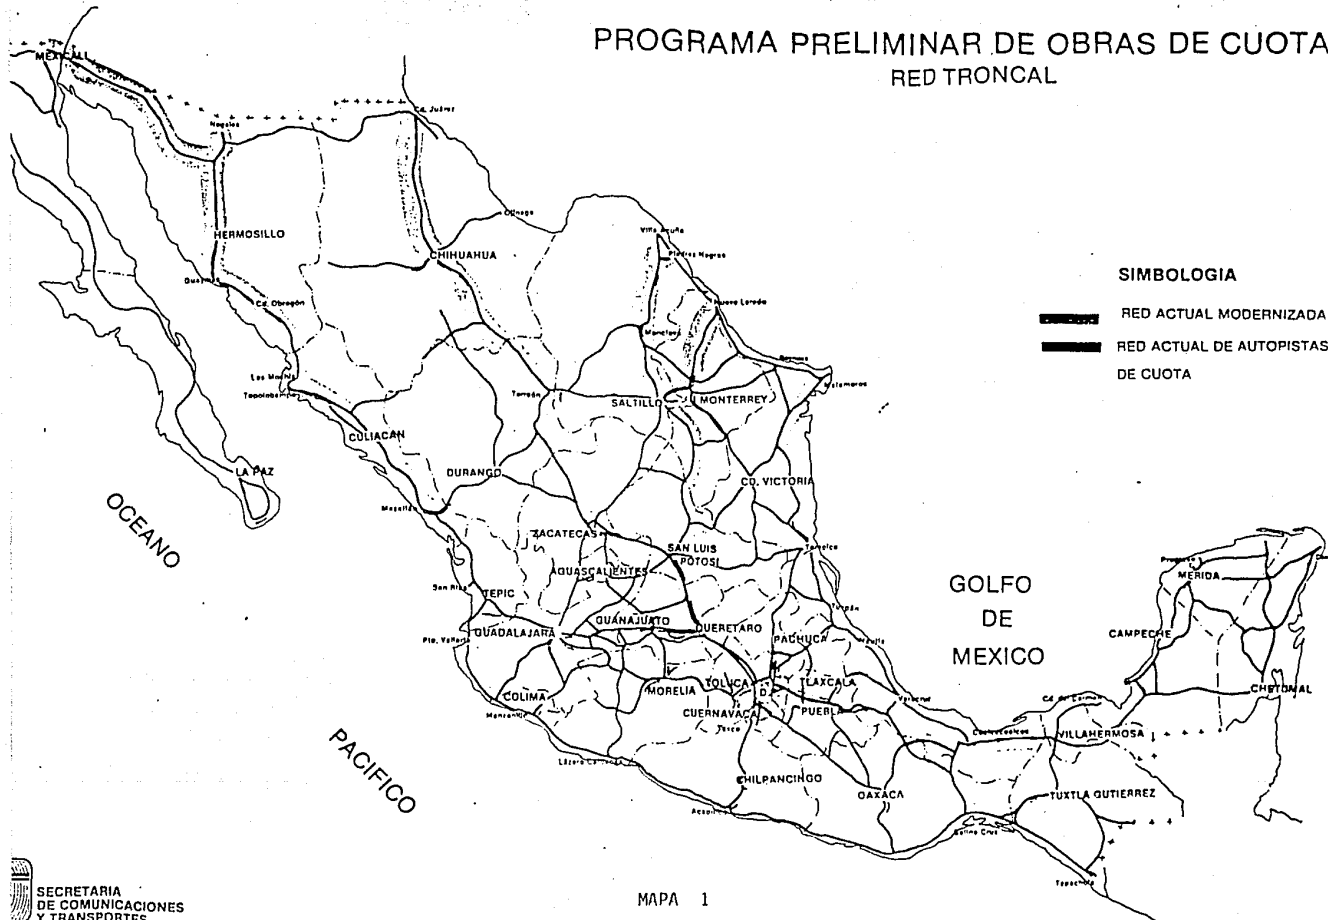 PROGRAMA PRELIMINAR DE OBRAS DE CUOTA
RED TRONCAL
MEXICALI
Nogales
Cd. Juárez
Ojinaga
HERMOSILLO
CHIHUAHUA
Villa Acuña
Piedras Negras
Guaymas
Cd. Obregón
Nuevo Laredo
Monclova
SIMBOLOGIA
RED ACTUAL MODERNIZADA
RED ACTUAL DE AUTOPISTAS
DE CUOTA
Reynosa
Matamoros
Los Mochis
Topolobampo
Torreón
SALTILLO
MONTERREY
CULIACAN
LA PAZ
DURANGO
CD. VICTORIA
OCEANO
Mazatlán
ZACATECAS
SAN LUIS
POTOSI
Tampico
AGUASCALIENTES
San Blas
TEPIC
GOLFO
DE
MEXICO
Progreso
MERIDA
Tuxpán
GUANAJUATO
QUERETARO
GUADALAJARA
Pto. Vallarta
PACHUCA
CAMPECHE
TOLUCA
D.
TLAXCALA
MORELIA
COLIMA
Manzanillo
CUERNAVACA
Taxco
PUEBLA
Veracruz
Cd. del Carmen
CHETUMAL
Coatzacoalcos
VILLAHERMOSA
PACIFICO
Lázaro Cárdenas
CHILPANCINGO
OAXACA
TUXTLA GUTIERREZ
Salina Cruz
Tapachula
SECRETARIA
DE COMUNICACIONES
Y TRANSPORTES
MAPA 1